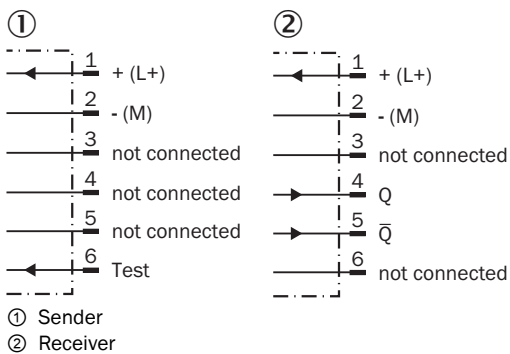 ①
1 + (L+)
2 - (M)
3 not connected
4 not connected
5 not connected
6 Test
②
1 + (L+)
2 - (M)
3 not connected
4 Q
5 Q̅
6 not connected
① Sender
② Receiver